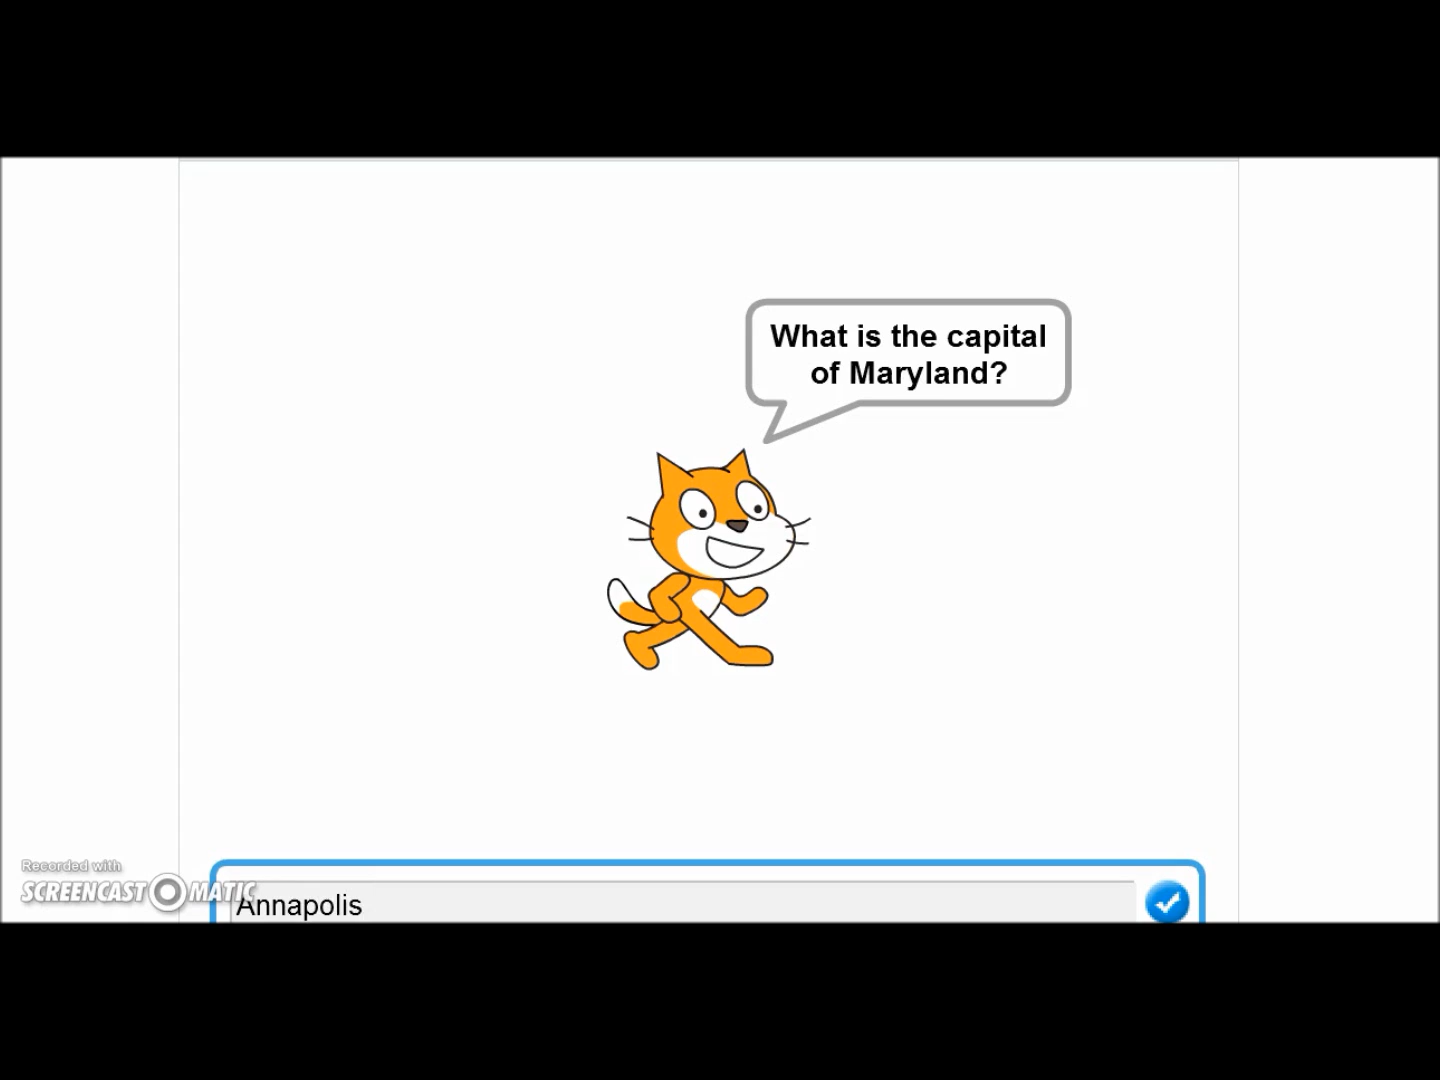 What is the capital
of Maryland?
Recorded with
SCREENCAST MATIC
Annapolis